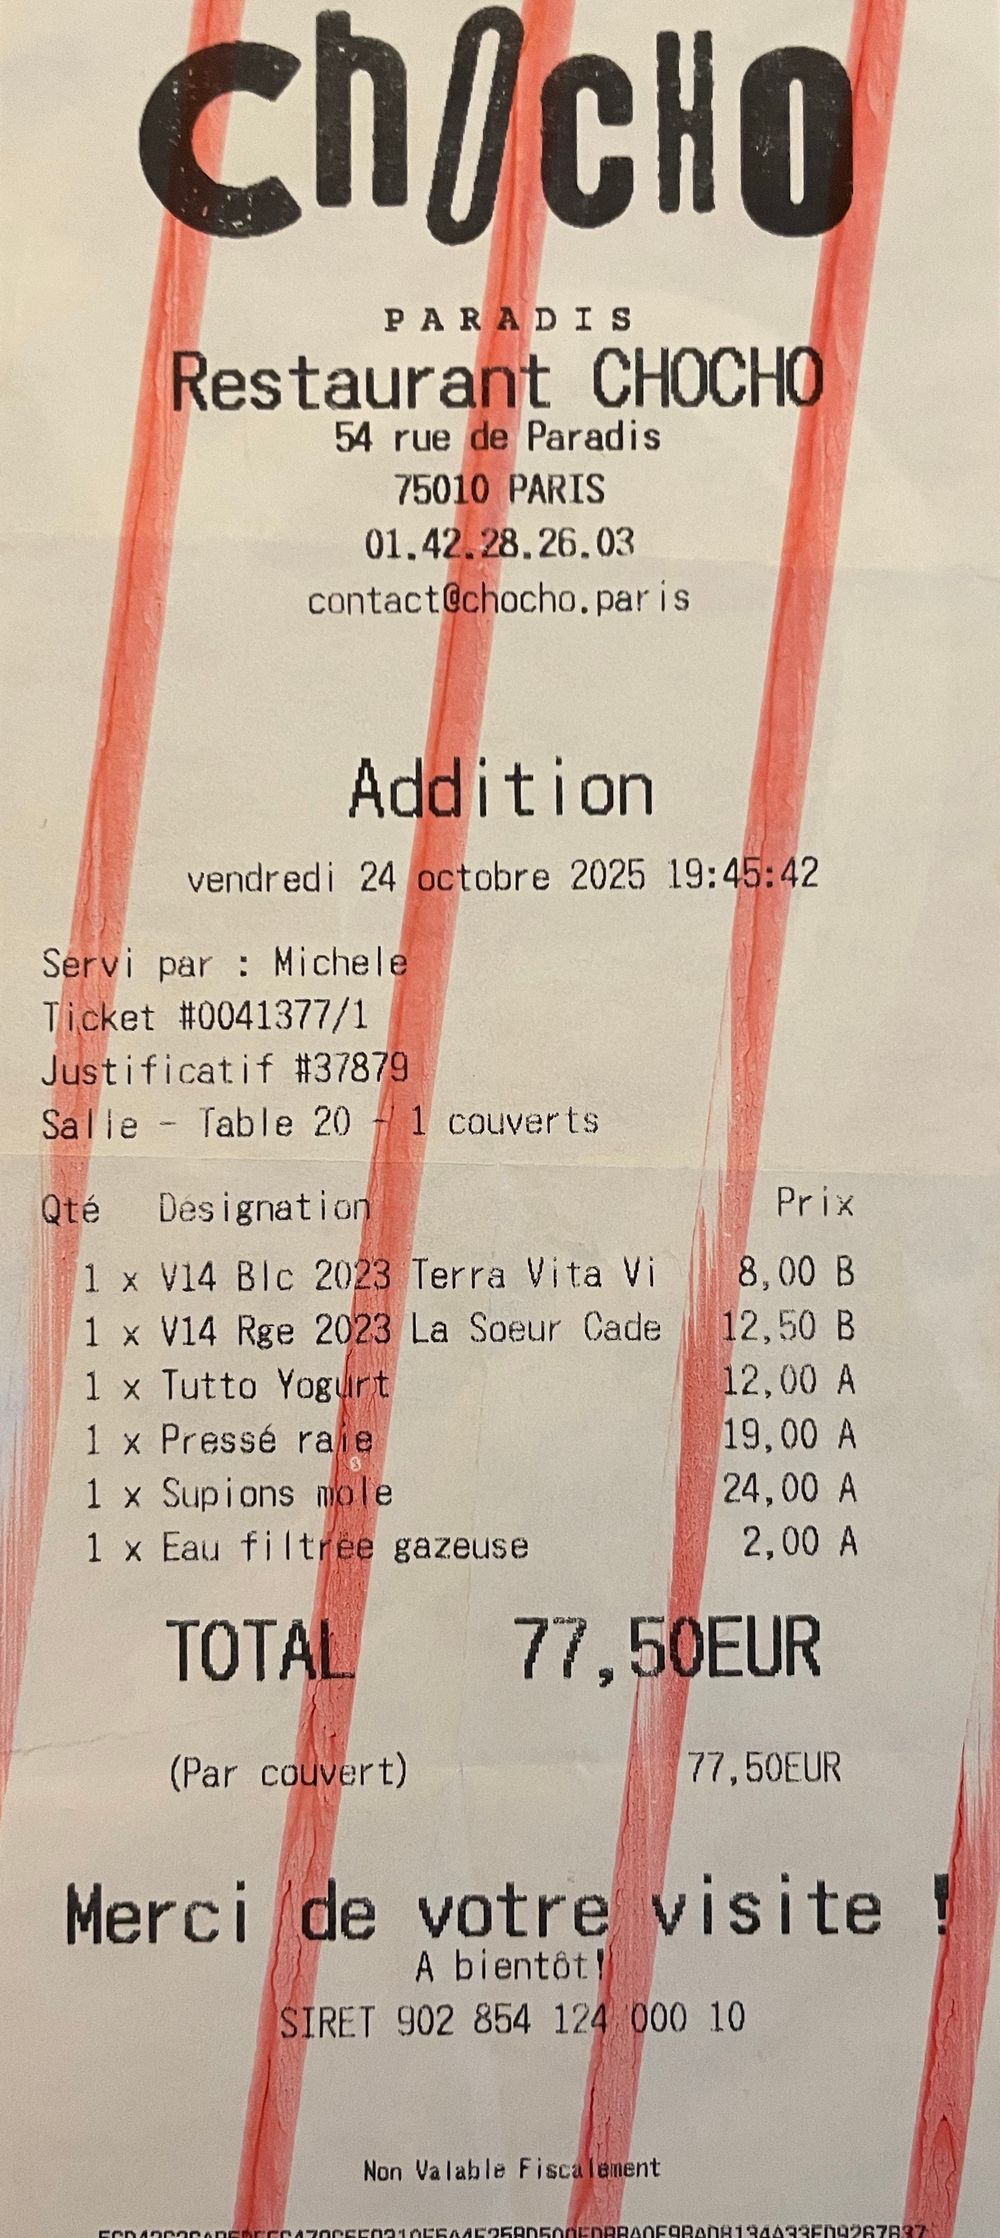 ChOcHO
PARADIS
Restaurant CHOCHO
54 rue de Paradis
75010 PARIS
01.42.28.26.03
contact@chocho.paris
Addition
vendredi 24 octobre 2025 19:45:42
Servi par : Michele
Ticket #0041377/1
Justificatif #37879
Salle - Table 20 - 1 couverts
Qté Désignation Prix
1 x V14 Blc 2023 Terra Vita Vi 8,00 B
1 x V14 Rge 2023 La Soeur Cade 12,50 B
1 x Tutto Yogurt 12,00 A
1 x Pressé raie 19,00 A
1 x Supions mole 24,00 A
1 x Eau filtrée gazeuse 2,00 A
TOTAL 77,50EUR
(Par couvert) 77,50EUR
Merci de votre visite !
A bientôt!
SIRET 902 854 124 000 10
Non Valable Fiscalement